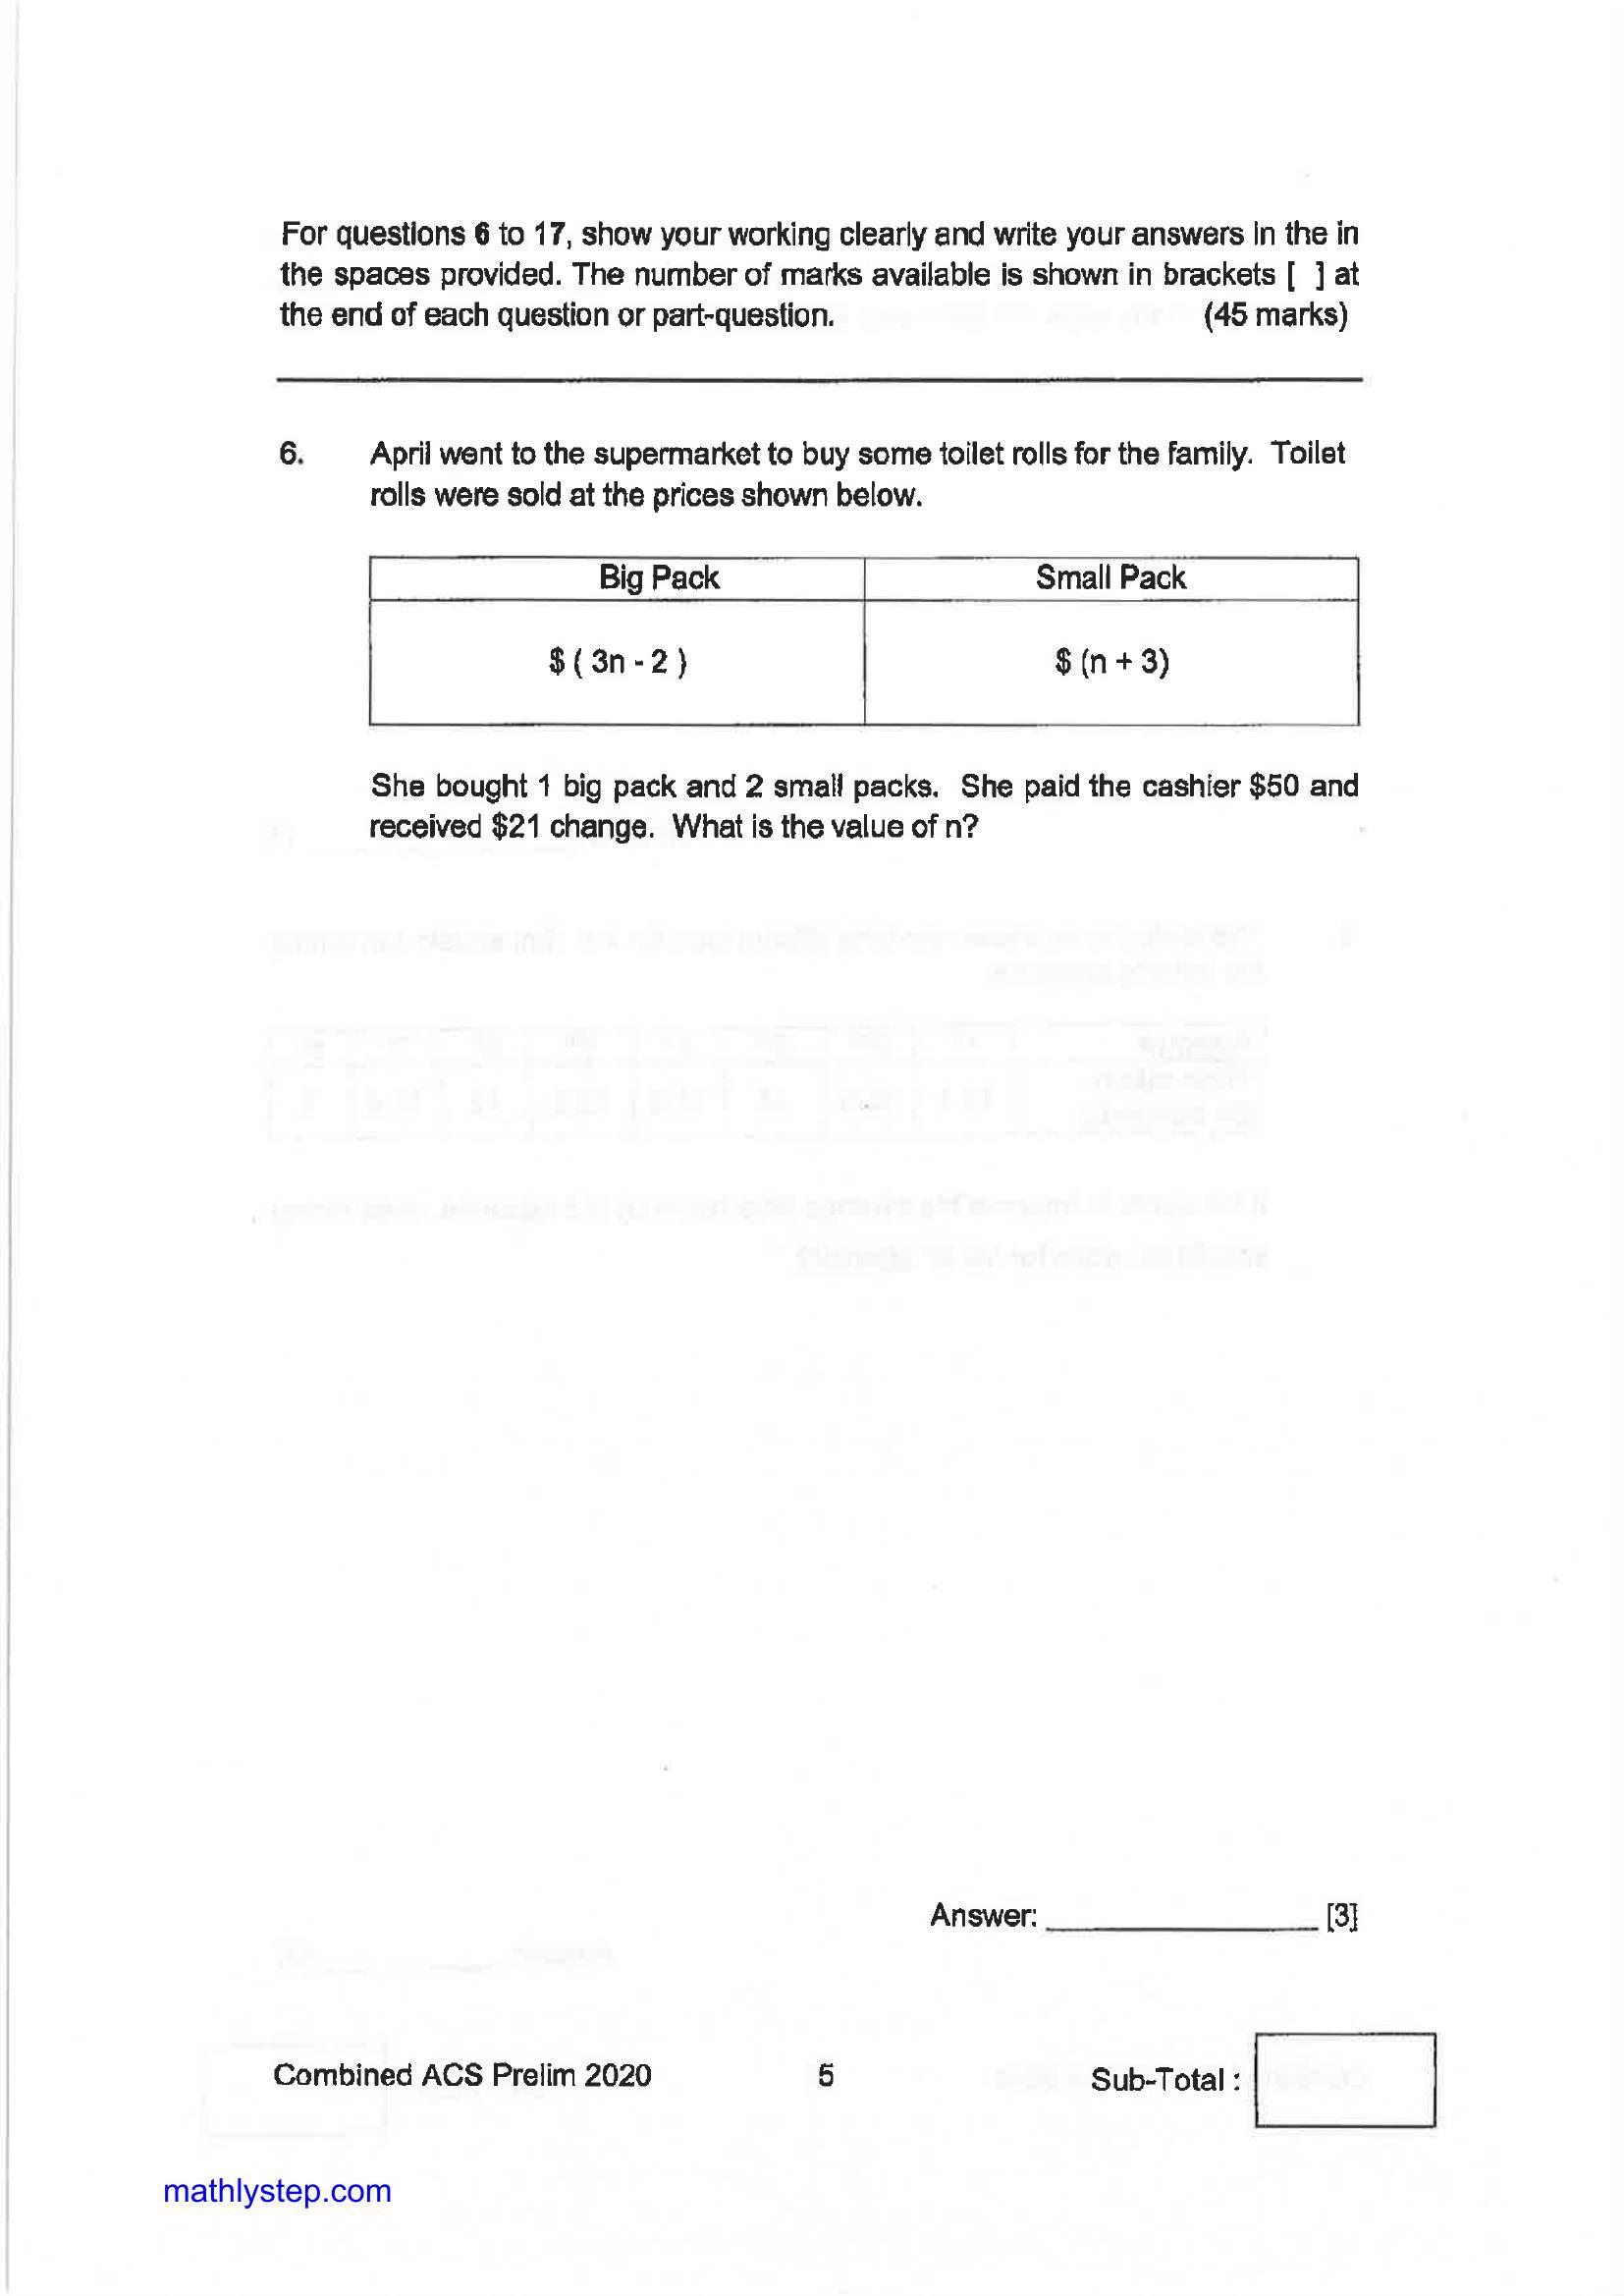 For questions 6 to 17, show your working clearly and write your answers in the in
the spaces provided. The number of marks available is shown in brackets [ ] at
the end of each question or part-question. (45 marks)
6. April went to the supermarket to buy some toilet rolls for the family. Toilet
rolls were sold at the prices shown below.
Big Pack Small Pack
$ ( 3n - 2 ) $ (n + 3)
She bought 1 big pack and 2 small packs. She paid the cashier $50 and
received $21 change. What is the value of n?
Answer: [3]
Combined ACS Prelim 2020 5 Sub-Total :
mathlystep.com